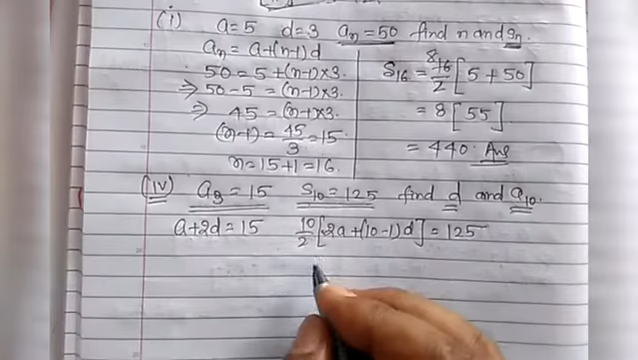 (i) a=5 d=3 aₙ=50 find n and Sn.
aₙ = a+(n-1)d
50 = 5+(n-1)×3.
⇒ 50-5 = (n-1)×3.
⇒ 45 = (n-1)×3.
(n-1) = 45/3 = 15.
n = 15+1 = 16.
S₁₆ = 16/2 [5+50]
8
= 8[55]
= 440. Ans
(iv) a₃ = 15 S₁₀ = 125 find d and a₁₀.
a+2d = 15 10/2 [2a+(10-1)d] = 125